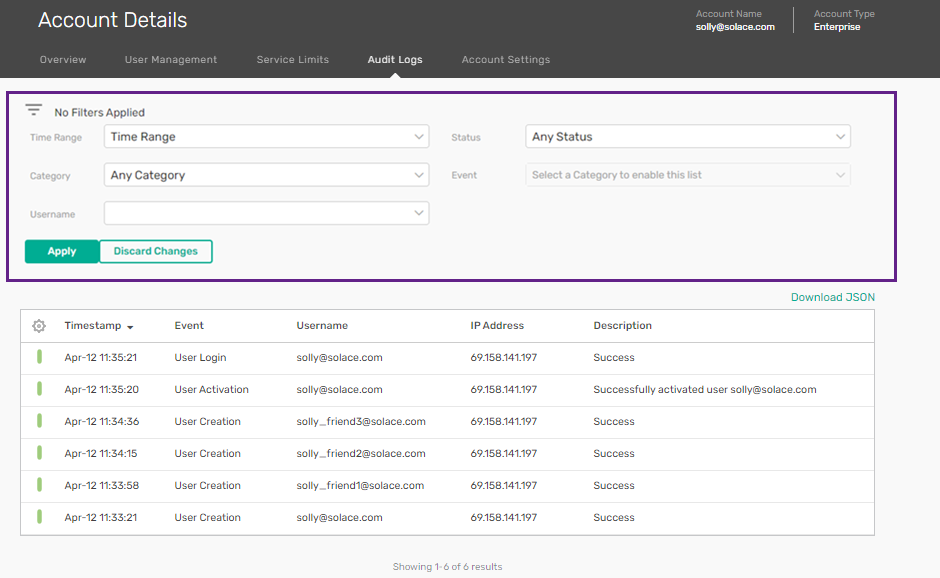 Account Details
Account Name
solly@solace.com
Account Type
Enterprise
Overview User Management Service Limits Audit Logs Account Settings
No Filters Applied
Time Range Time Range Status Any Status
Category Any Category Event Select a Category to enable this list
Username
Apply Discard Changes
Download JSON
Timestamp Event Username IP Address Description
Apr-12 11:35:21 User Login solly@solace.com 69.158.141.197 Success
Apr-12 11:35:20 User Activation solly@solace.com 69.158.141.197 Successfully activated user solly@solace.com
Apr-12 11:34:36 User Creation solly_friend3@solace.com 69.158.141.197 Success
Apr-12 11:34:15 User Creation solly_friend2@solace.com 69.158.141.197 Success
Apr-12 11:33:58 User Creation solly_friend1@solace.com 69.158.141.197 Success
Apr-12 11:33:21 User Creation solly@solace.com 69.158.141.197 Success
Showing 1-6 of 6 results